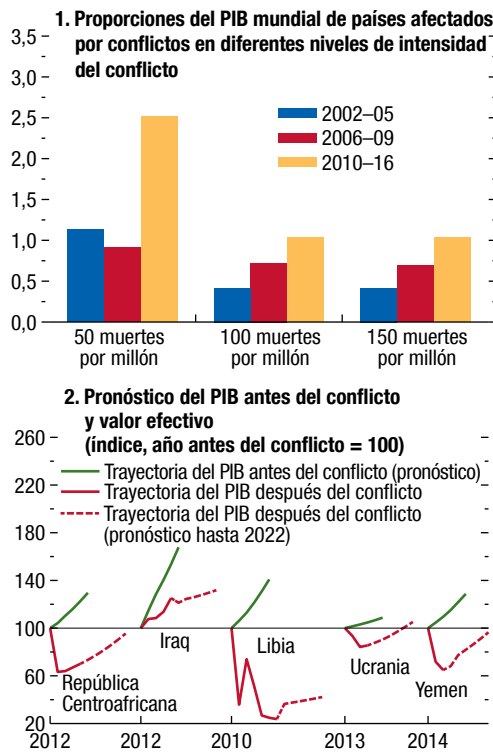 1. Proporciones del PIB mundial de países afectados
por conflictos en diferentes niveles de intensidad
del conflicto
3,5
3,0
2,5
2,0
1,5
1,0
0,5
0,0
2002–05
2006–09
2010–16
50 muertes
por millón
100 muertes
por millón
150 muertes
por millón
2. Pronóstico del PIB antes del conflicto
y valor efectivo
(índice, año antes del conflicto = 100)
260
220
180
140
100
60
20
Trayectoria del PIB antes del conflicto (pronóstico)
Trayectoria del PIB después del conflicto
Trayectoria del PIB después del conflicto
(pronóstico hasta 2022)
República
Centroafricana
Iraq
Libia
Ucrania
Yemen
2012
2012
2010
2013
2014